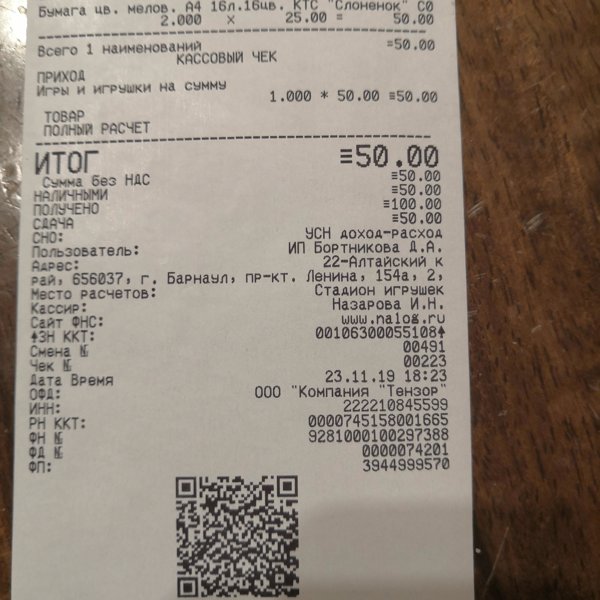 Бумага цв. мелов. А4 16л.16цв. КТС "Слоненок" С0
2.000 х 25.00 = 50.00
Всего 1 наименований =50.00
КАССОВЫЙ ЧЕК
ПРИХОД
Игры и игрушки на сумму
1.000 * 50.00 ≡50.00
ТОВАР
ПОЛНЫЙ РАСЧЕТ
ИТОГ ≡50.00
Сумма без НДС ≡50.00
НАЛИЧНЫМИ ≡50.00
ПОЛУЧЕНО ≡100.00
СДАЧА ≡50.00
СНО: УСН доход-расход
Пользователь: ИП Бортникова Д.А.
Адрес: 22-Алтайский к
рай, 656037, г. Барнаул, пр-кт. Ленина, 154а, 2,
Место расчетов: Стадион игрушек
Кассир: Назарова И.Н.
Сайт ФНС: www.nalog.ru
↟ЗН ККТ: 00106300055108↟
Смена № 00491
Чек № 00223
Дата Время 23.11.19 18:23
ОФД: ООО "Компания "Тензор"
ИНН: 222210845599
РН ККТ: 0000745158001665
ФН № 9281000100297388
ФД № 0000074201
ФП: 3944999570